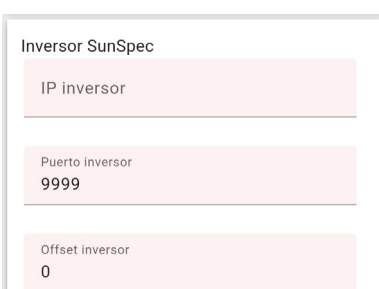 Inversor SunSpec
IP inversor
Puerto inversor
9999
Offset inversor
0